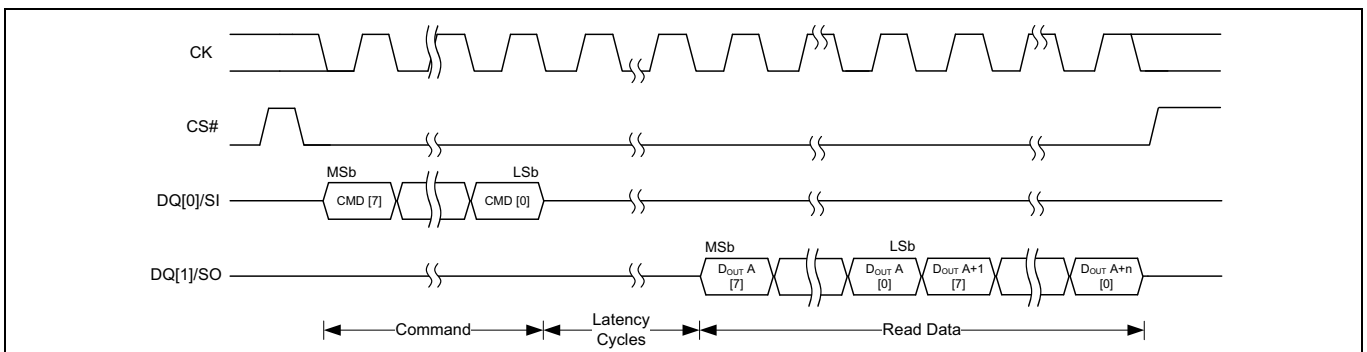 CK
CS#
MSb LSb
DQ[0]/SI CMD [7] CMD [0]
MSb LSb
DQ[1]/SO DOUT A [7] DOUT A [0] DOUT A+1 [7] DOUT A+n [0]
Command Latency Cycles Read Data